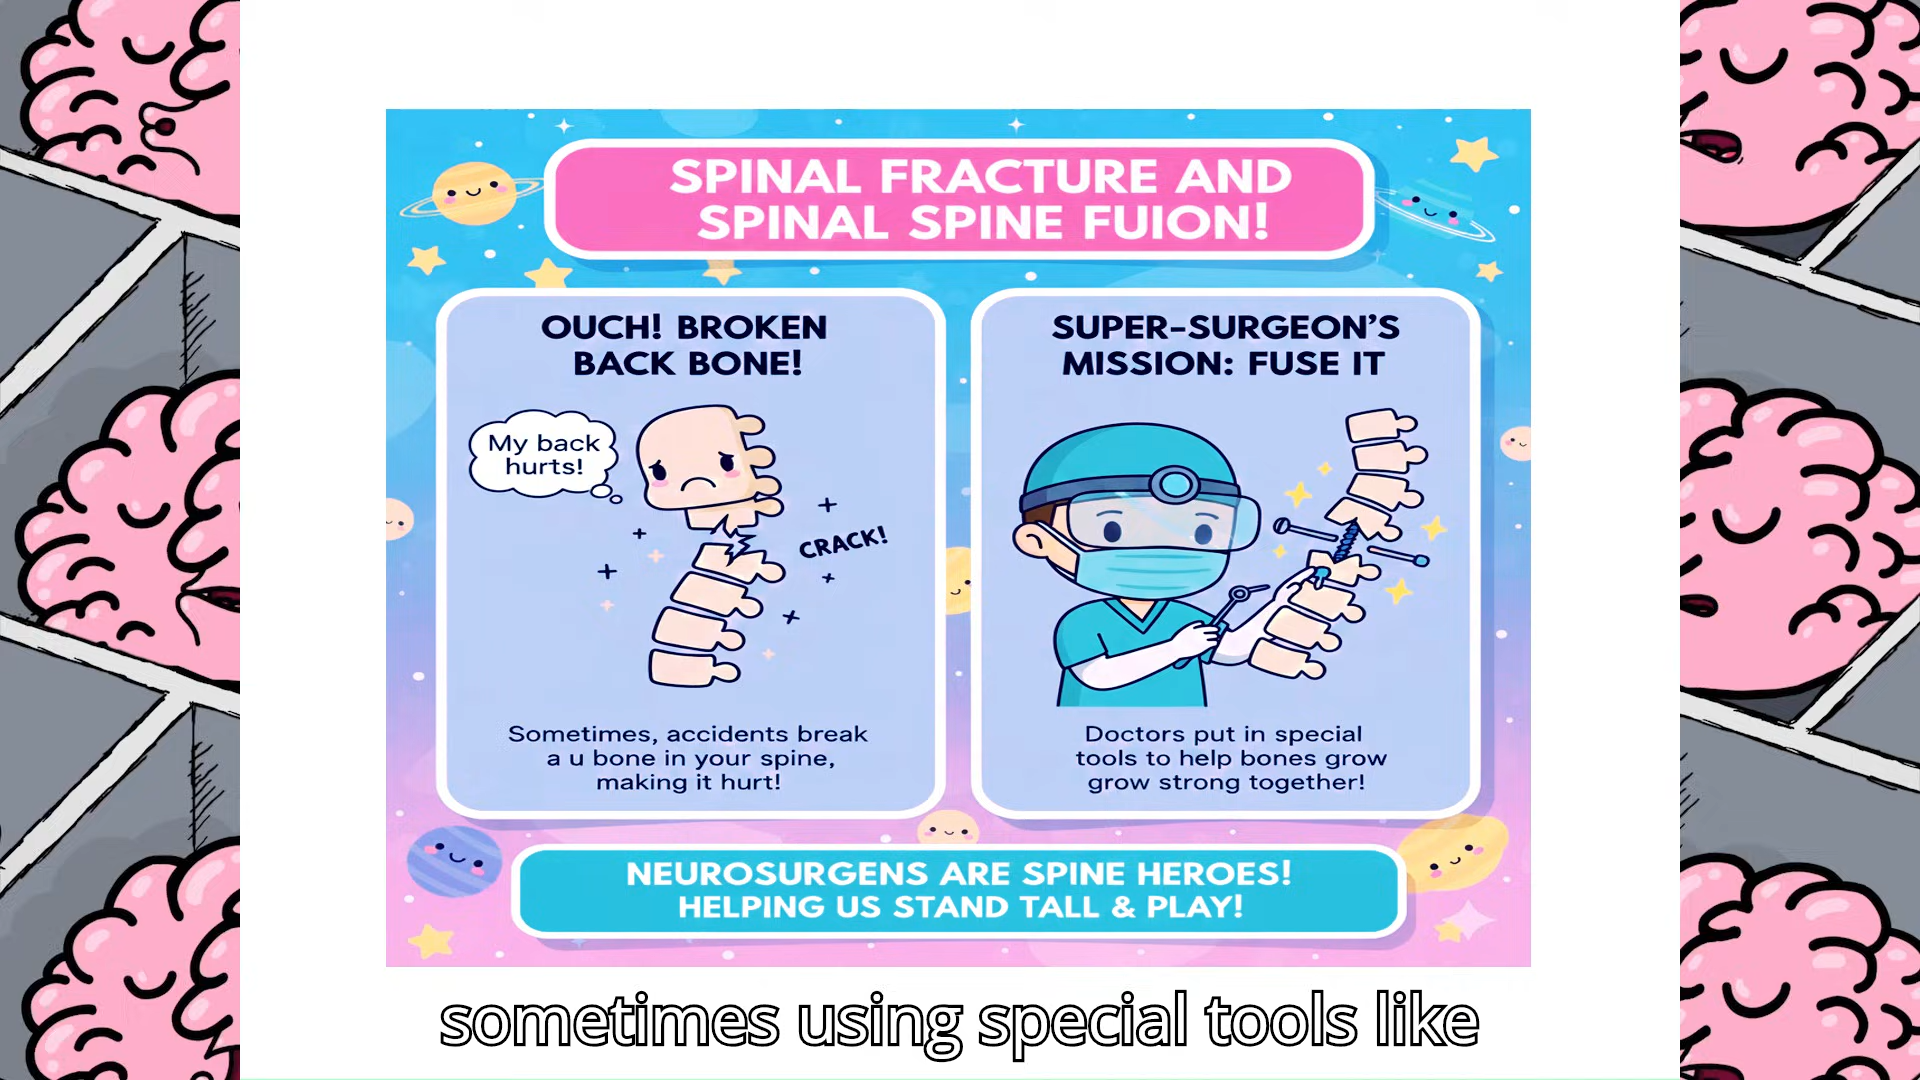 SPINAL FRACTURE AND
SPINAL SPINE FUION!
OUCH! BROKEN
BACK BONE!
My back
hurts!
CRACK!
Sometimes, accidents break
a u bone in your spine,
making it hurt!
SUPER-SURGEON'S
MISSION: FUSE IT
Doctors put in special
tools to help bones grow
grow strong together!
NEUROSURGENS ARE SPINE HEROES!
HELPING US STAND TALL & PLAY!
sometimes using special tools like